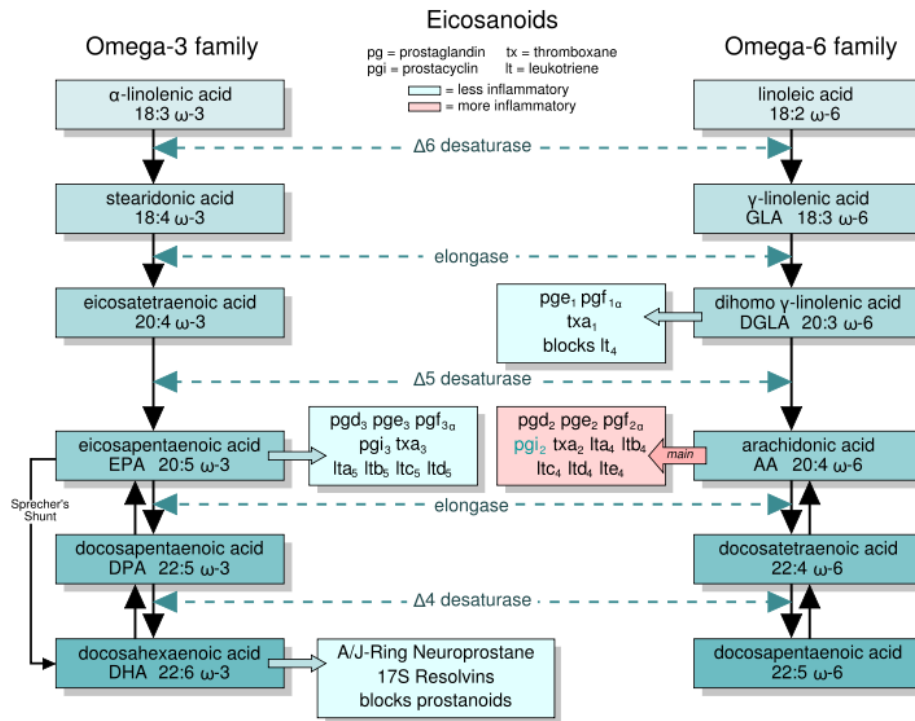 Eicosanoids
Omega-3 family
Omega-6 family
pg = prostaglandin tx = thromboxane
pgi = prostacyclin lt = leukotriene
= less inflammatory
= more inflammatory
α-linolenic acid
18:3 ω-3
linoleic acid
18:2 ω-6
Δ6 desaturase
stearidonic acid
18:4 ω-3
γ-linolenic acid
GLA 18:3 ω-6
elongase
eicosatetraenoic acid
20:4 ω-3
pge₁ pgf₁α
txa₁
blocks lt₄
dihomo γ-linolenic acid
DGLA 20:3 ω-6
Δ5 desaturase
eicosapentaenoic acid
EPA 20:5 ω-3
pgd₃ pge₃ pgf₃α
pgi₃ txa₃
lta₅ ltb₅ ltc₅ ltd₅
pgd₂ pge₂ pgf₂α
pgi₂ txa₂ lta₄ ltb₄
ltc₄ ltd₄ lte₄
main
arachidonic acid
AA 20:4 ω-6
Sprecher's
Shunt
elongase
docosapentaenoic acid
DPA 22:5 ω-3
docosatetraenoic acid
22:4 ω-6
Δ4 desaturase
docosahexaenoic acid
DHA 22:6 ω-3
A/J-Ring Neuroprostane
17S Resolvins
blocks prostanoids
docosapentaenoic acid
22:5 ω-6